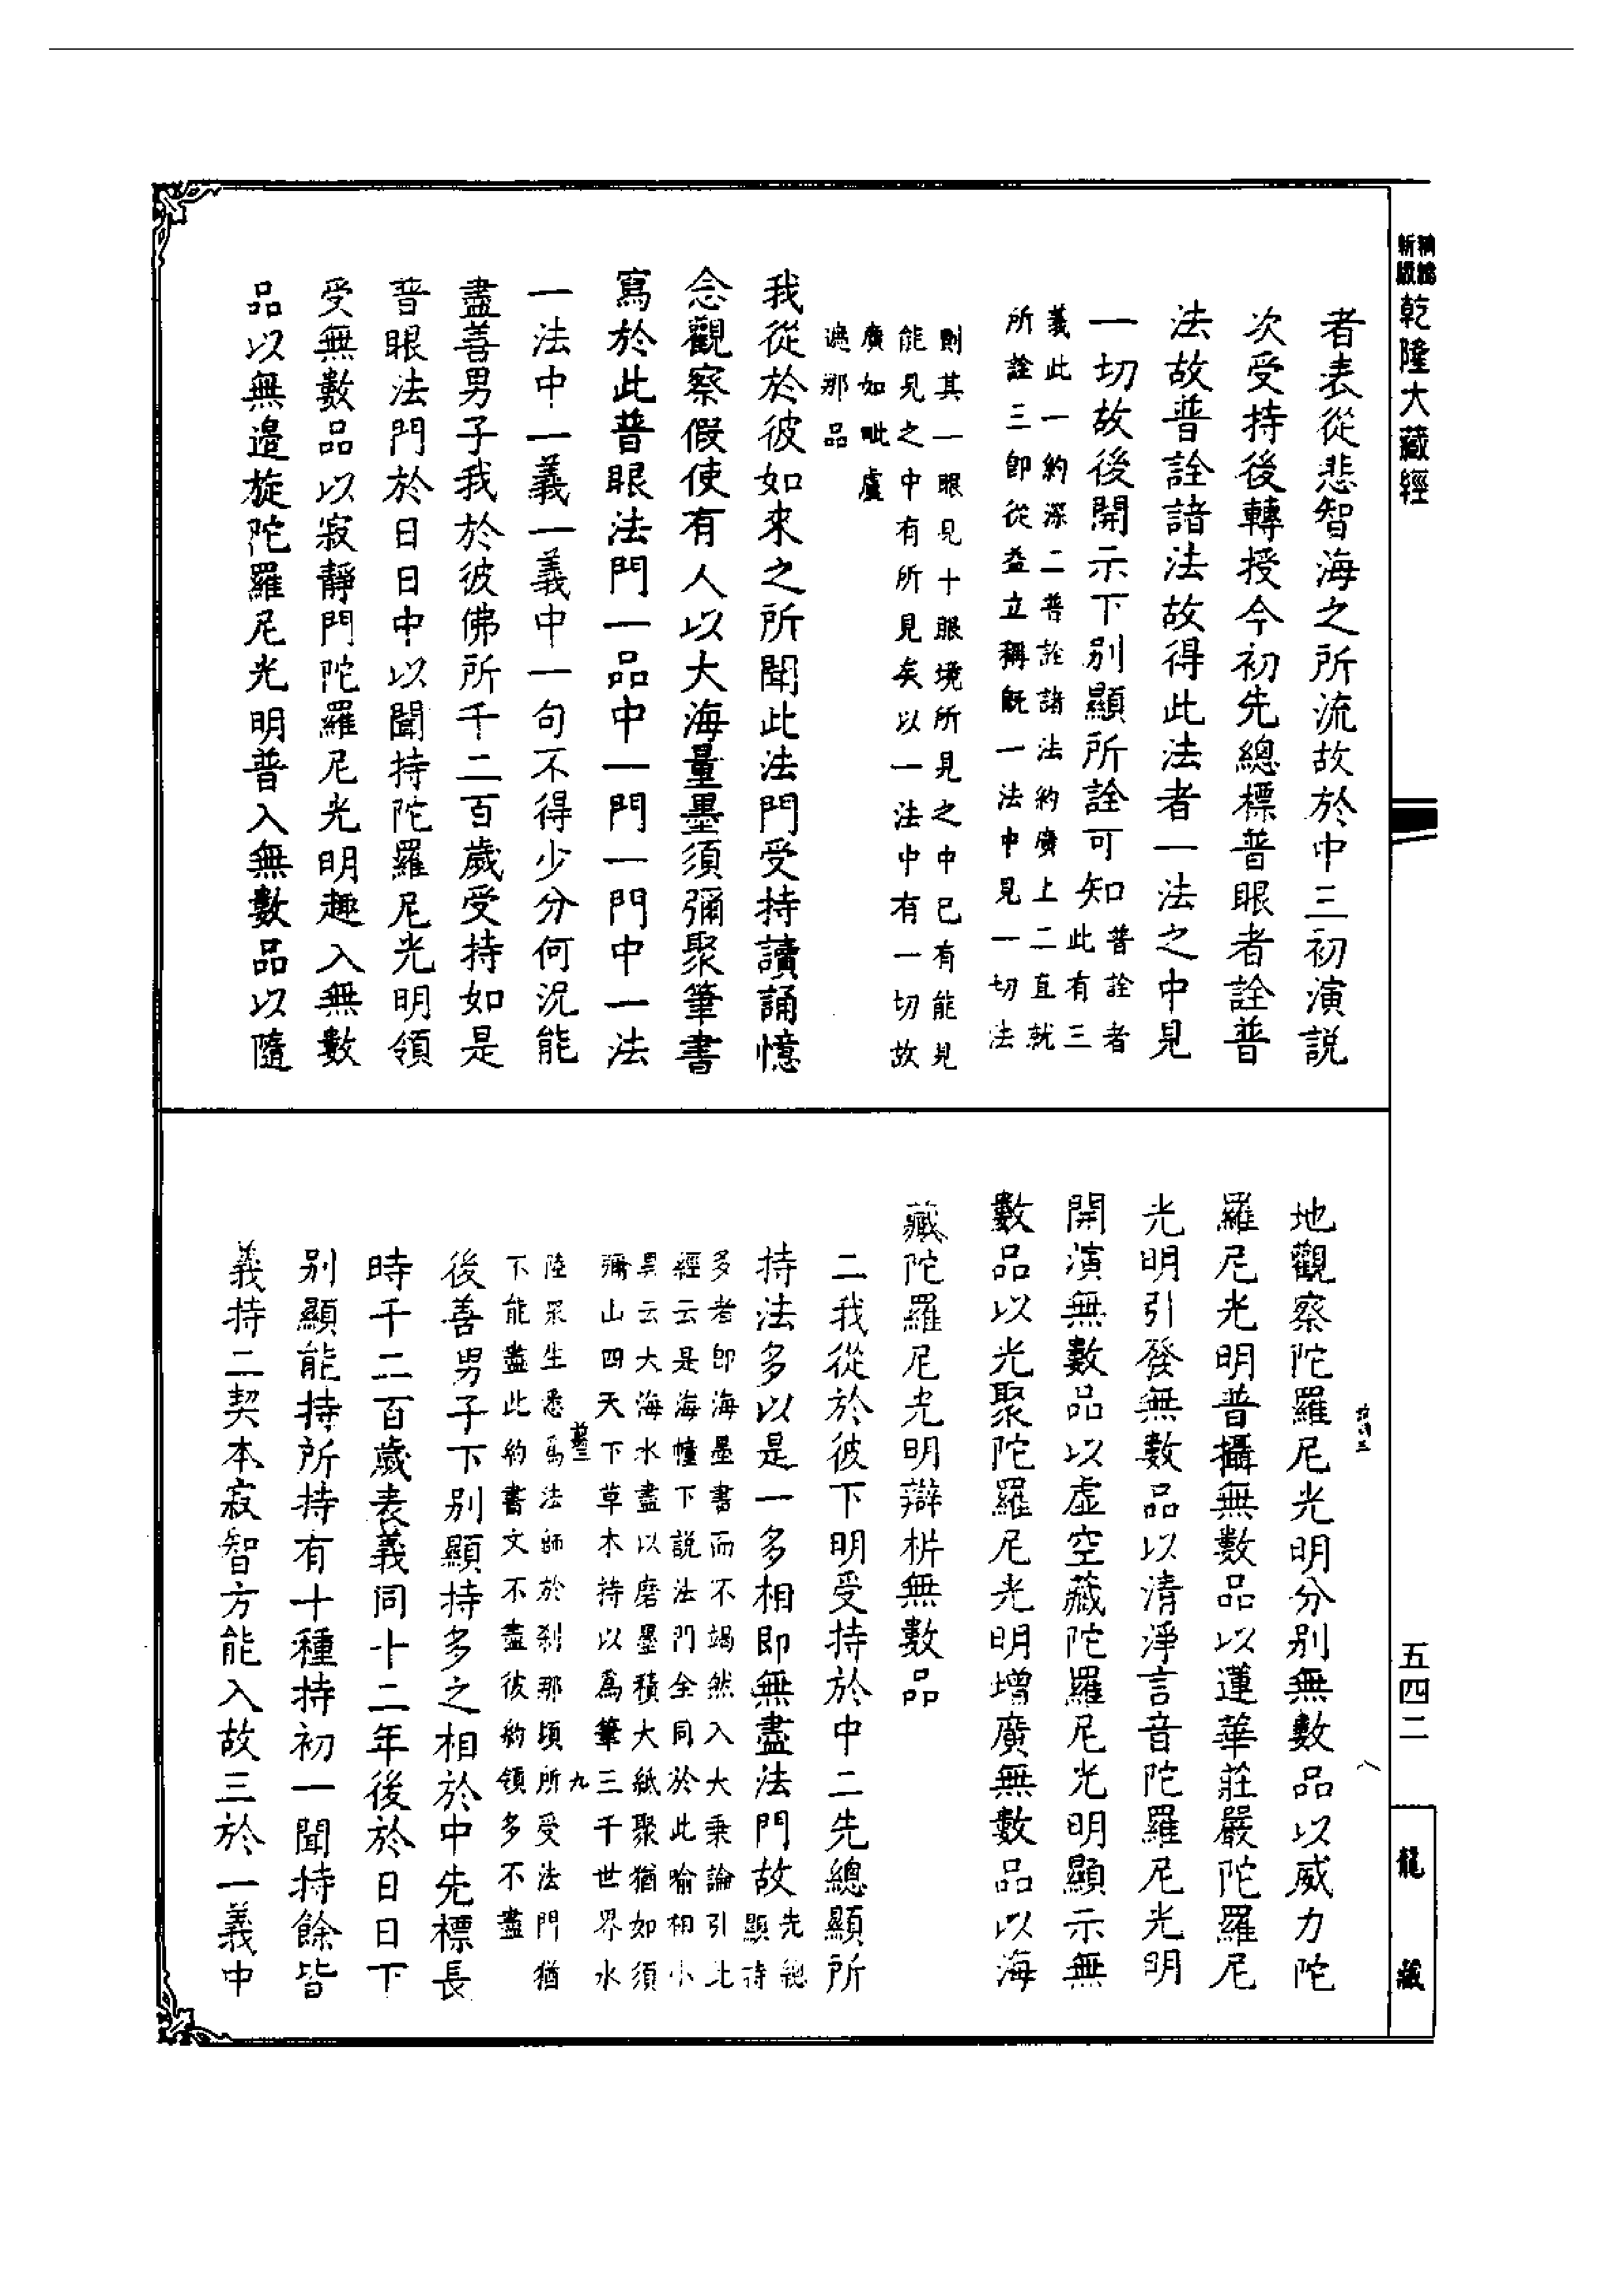 新版
精縮
乾隆大藏經
者表從悲智海之所流故於中三初演説
次受持後轉授今初先總標普眼者詮普
法故普詮諸法故得此法者一法之中見
一切故後開示下别顯所詮可知
普詮者
此有三
義此一約深二普詮諸法約廣上二直就
所詮三即從益立稱既一法中見一切法
則其一眼見十眼境所見之中已有能見
能見之中有所見矣以一法中有一切故
廣如毗盧
遮那品
我從於彼如來之所聞此法門受持讀誦憶
念觀察假使有人以大海量墨須彌聚筆書
寫於此普眼法門一品中一門一門中一法
一法中一義一義中一句不得少分何況能
盡善男子我於彼佛所千二百歲受持如是
普眼法門於日日中以聞持陀羅尼光明領
受無數品以寂靜門陀羅尼光明趣入無數
品以無邊旋陀羅尼光明普入無數品以隨
地觀察陀羅尼光明分别無數品以威力陀
羅尼光明普攝無數品以蓮華莊嚴陀羅尼
光明引發無數品以清淨言音陀羅尼光明
開演無數品以虚空藏陀羅尼光明顯示無
數品以光聚陀羅尼光明增廣無數品以海
藏陀羅尼光明辯析無數品
二我從於彼下明受持於中二先總顯所
持法多以是一多相即無盡法門故
先總
顯持
多者即海墨書而不竭然入大乘論引此
經云是海幢下説法門全同於此喻相小
異云大海水盡以磨墨積大紙聚猶如須
彌山四天下草木持以爲筆三千世界水
陸衆生悉爲法師於刹那頃所受法門猶
下能盡此約書文不盡彼約領多不盡
九
後善男子下别顯持多之相於中先標長
時千二百歲表義同十二年後於日日下
别顯能持所持有十種持初一聞持餘皆
義持二契本寂智方能入故三於一義中
五四二
八
龍藏